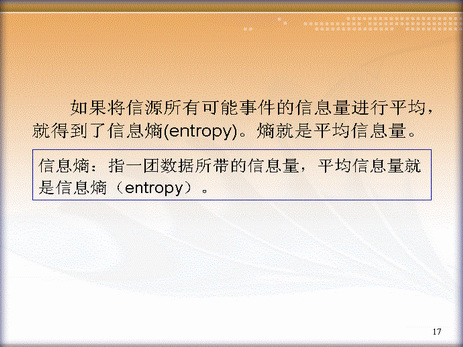 如果将信源所有可能事件的信息量进行平均，
就得到了信息熵(entropy)。熵就是平均信息量。
信息熵：指一团数据所带的信息量，平均信息量就
是信息熵（entropy）。
17